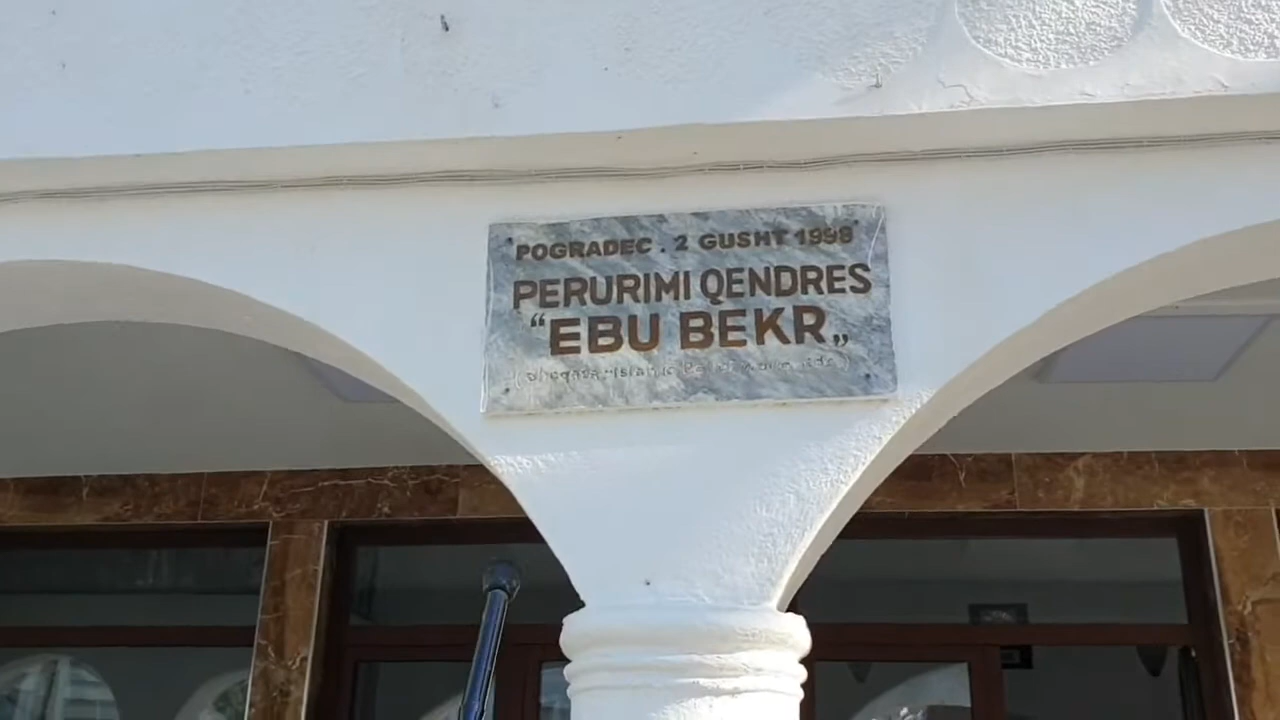 POGRADEC . 2 GUSHT 1998
PERURIMI QENDRES
“EBU BEKR„